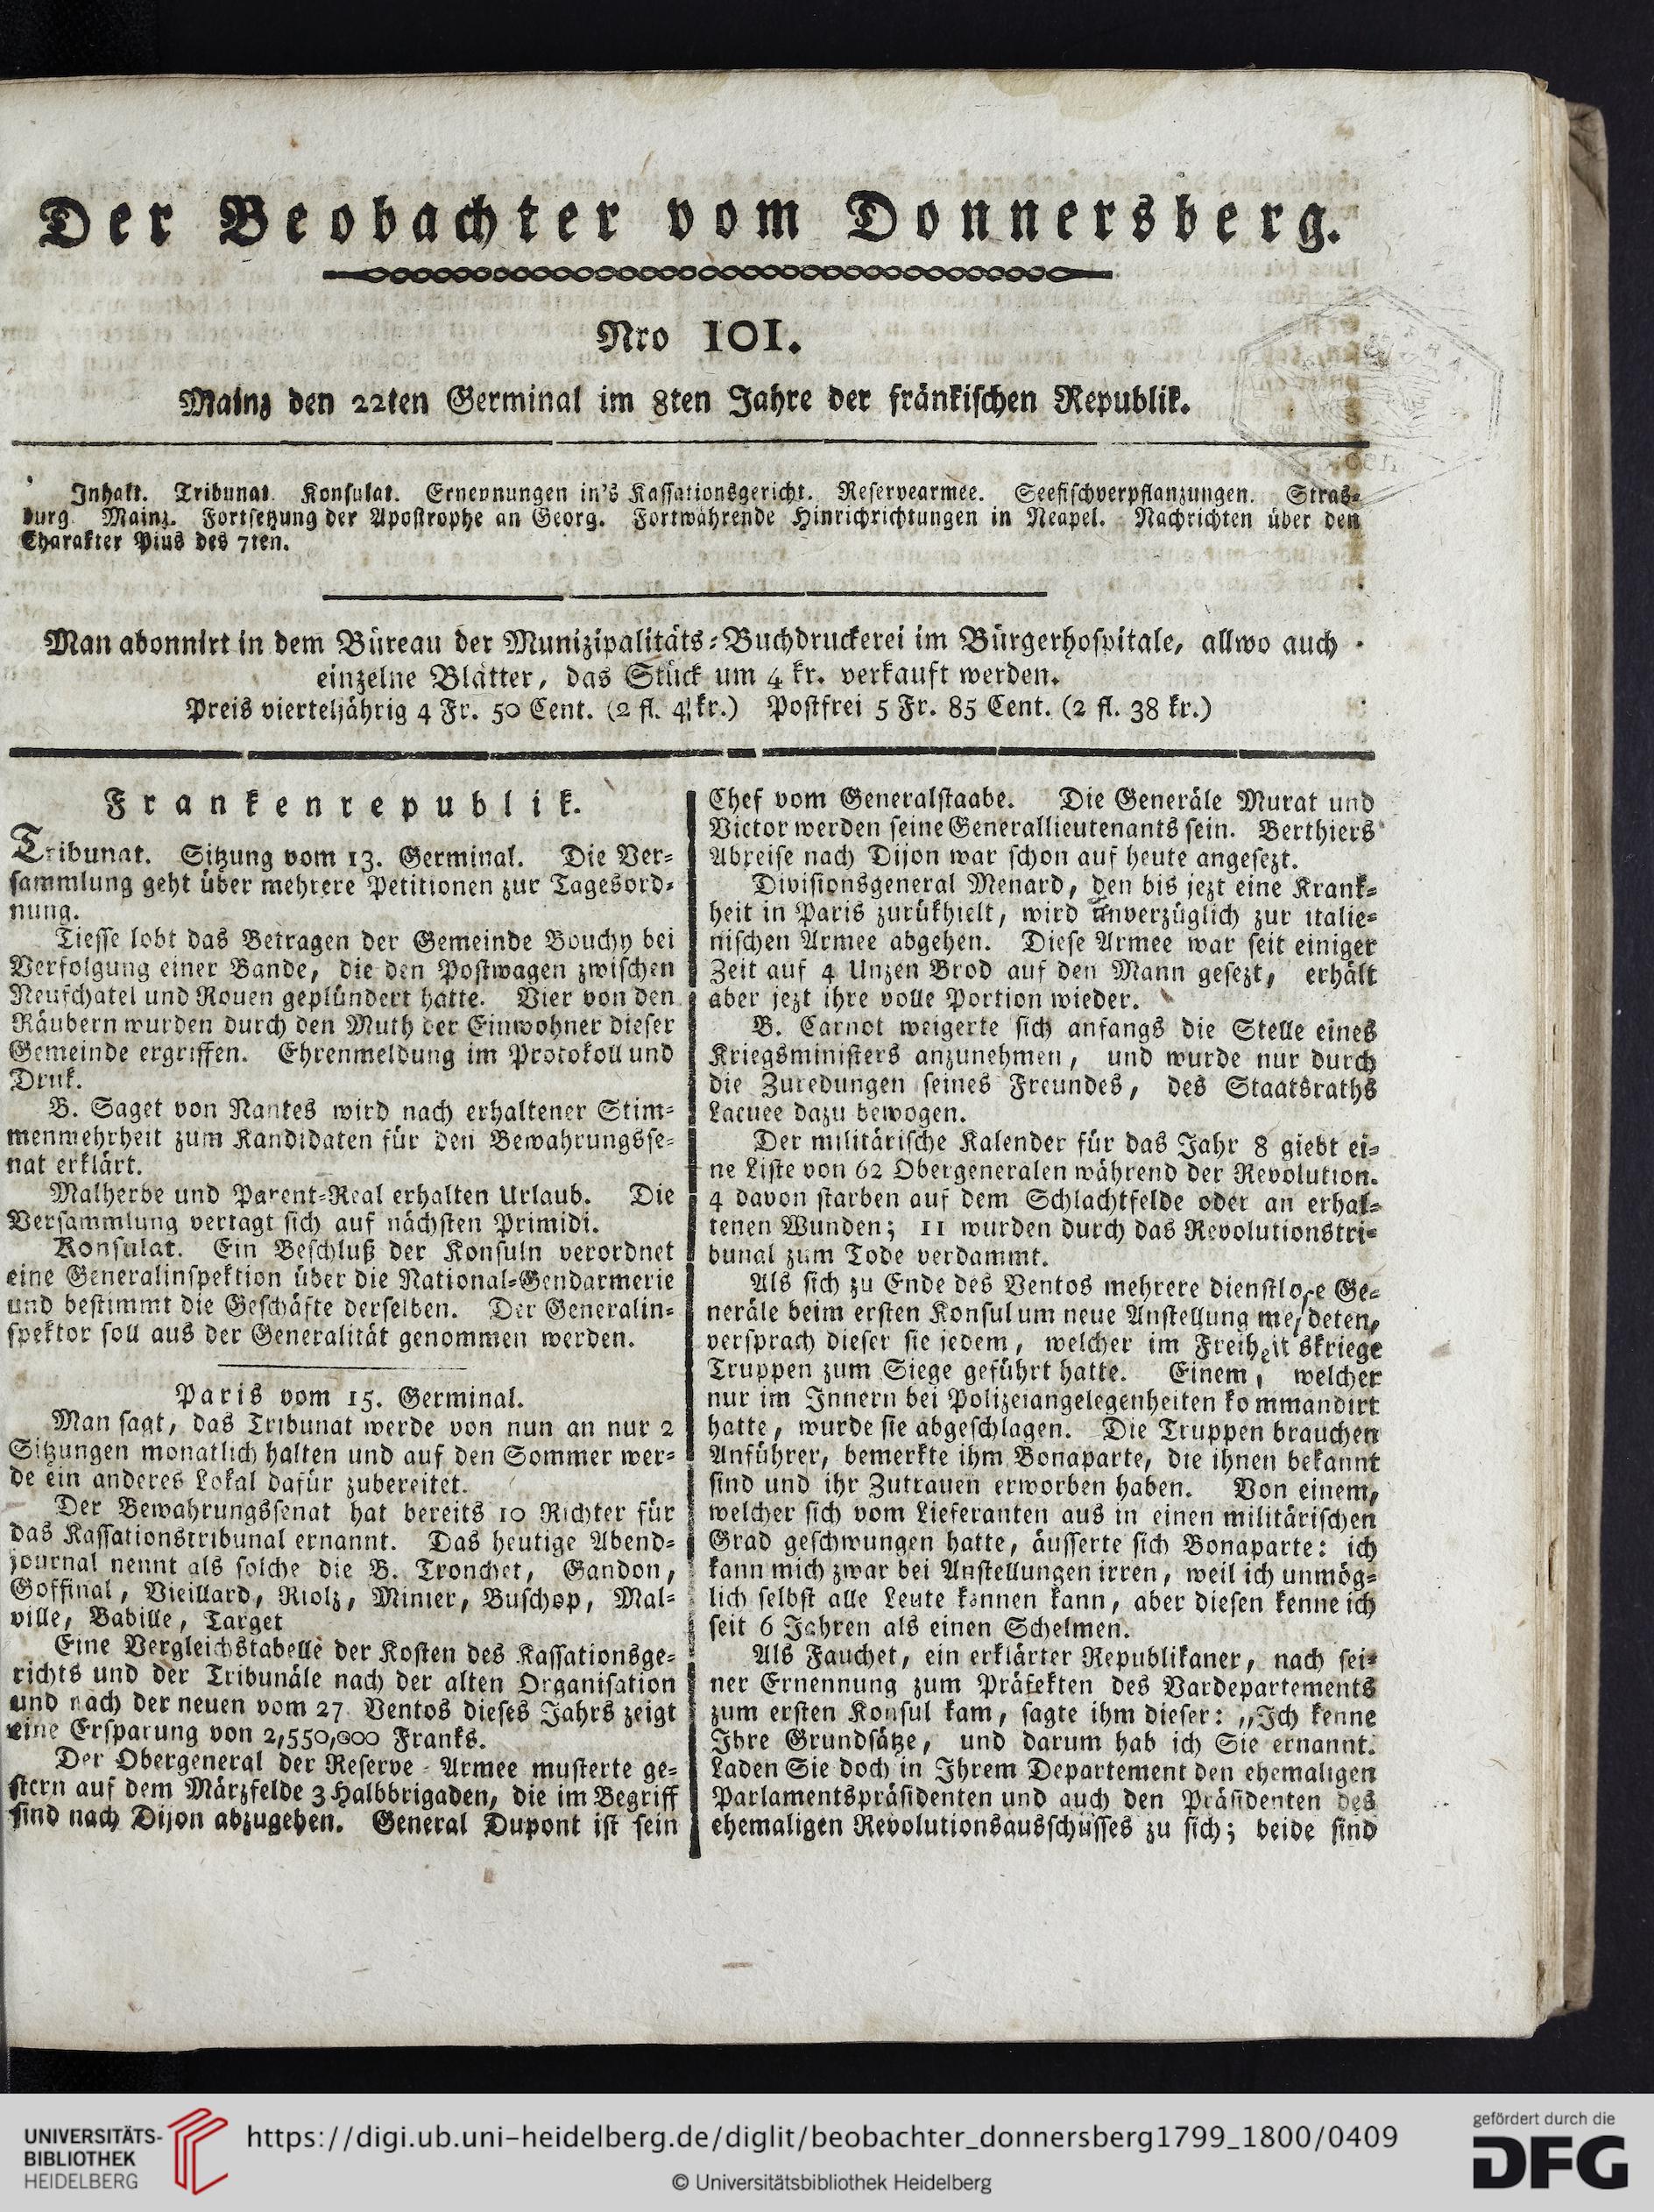 Der Beobachter vom Donnersberg.
Nro 101.
Mainz den 22ten Germinal im 8ten Jahre der fränkischen Republik.
Inhalt. Tribunat. Konsulat. Ernennungen in's Kassationsgericht. Reservearmee. Seefischverpflanzungen. Stras-
burg. Mainz. Fortsetzung der Apostrophe an Georg. Fortwährende Hinrichrichtungen in Neapel. Nachrichten über den
Charakter Pius des 7ten.
Man abonnirt in dem Büreau der Munizipalitäts-Buchdruckerei im Bürgerhospitale, allwo auch
einzelne Blätter, das Stück um 4 kr. verkauft werden.
Preis vierteljährig 4 Fr. 50 Cent. (2 fl. 4 kr.) Postfrei 5 Fr. 85 Cent. (2 fl. 38 kr.)
Frankenrepublik.
Tribunat. Sitzung vom 13. Germinal. Die Ver-
sammlung geht über mehrere Petitionen zur Tagesord-
nung.
Tiesse lobt das Betragen der Gemeinde Bouchy bei
Verfolgung einer Bande, die den Postwagen zwischen
Neufchatel und Rouen geplündert hatte. Vier von den
Räubern wurden durch den Muth der Einwohner dieser
Gemeinde ergriffen. Ehrenmeldung im Protokoll und
Druk.
B. Saget von Nantes wird nach erhaltener Stim-
menmehrheit zum Kandidaten für den Bewahrungsse-
nat erklärt.
Malherbe und Parent-Real erhalten Urlaub. Die
Versammlung vertagt sich auf nächsten Primidi.
Konsulat. Ein Beschluß der Konsuln verordnet
eine Generalinspektion über die National-Gendarmerie
und bestimmt die Geschäfte derselben. Der Generalin-
spektor soll aus der Generalität genommen werden.
Paris vom 15. Germinal.
Man sagt, das Tribunat werde von nun an nur 2
Sitzungen monatlich halten und auf den Sommer wer-
de ein anderes Lokal dafür zubereitet.
Der Bewahrungssenat hat bereits 10 Richter für
das Kassationstribunal ernannt. Das heutige Abend-
journal nennt als solche die B. Tronchet, Gandon,
Goffinal, Vieillard, Riolz, Minier, Buschop, Mal-
ville, Babille, Target
Eine Vergleichstabelle der Kosten des Kassationsge-
richts und der Tribunäle nach der alten Organisation
und nach der neuen vom 27 Ventos dieses Jahrs zeigt
eine Ersparung von 2,550,000 Franks.
Der Obergeneral der Reserve-Armee musterte ge-
stern auf dem Märzfelde 3 Halbbrigaden, die im Begriff
sind nach Dijon abzugehen. General Dupont ist sein
Chef vom Generalstaabe. Die Generäle Murat und
Victor werden seine Generallieutenants sein. Berthiers
Abreise nach Dijon war schon auf heute angesezt.
Divisionsgeneral Menard, den bis jezt eine Krank-
heit in Paris zurükhielt, wird unverzüglich zur italie-
nischen Armee abgehen. Diese Armee war seit einiger
Zeit auf 4 Unzen Brod auf den Mann gesezt, erhält
aber jezt ihre volle Portion wieder.
B. Carnot weigerte sich anfangs die Stelle eines
Kriegsministers anzunehmen, und wurde nur durch
die Zuredungen seines Freundes, des Staatsraths
Lacuee dazu bewogen.
Der militärische Kalender für das Jahr 8 giebt ei-
ne Liste von 62 Obergeneralen während der Revolution.
4 davon starben auf dem Schlachtfelde oder an erhal-
tenen Wunden; 11 wurden durch das Revolutionstri-
bunal zum Tode verdammt.
Als sich zu Ende des Ventos mehrere dienstlose Ge-
neräle beim ersten Konsul um neue Anstellung meldeten,
versprach dieser sie jedem, welcher im Freiheitskriege
Truppen zum Siege geführt hatte. Einem, welcher
nur im Innern bei Polizeiangelegenheiten kommandirt
hatte, wurde sie abgeschlagen. Die Truppen brauchen
Anführer, bemerkte ihm Bonaparte, die ihnen bekannt
sind und ihr Zutrauen erworben haben. Von einem,
welcher sich vom Lieferanten aus in einen militärischen
Grad geschwungen hatte, äusserte sich Bonaparte: ich
kann mich zwar bei Anstellungen irren, weil ich unmög-
lich selbst alle Leute kennen kann, aber diesen kenne ich
seit 6 Jahren als einen Schelmen.
Als Fauchet, ein erklärter Republikaner, nach sei-
ner Ernennung zum Präfekten des Vardepartements
zum ersten Konsul kam, sagte ihm dieser: „Ich kenne
Ihre Grundsätze, und darum hab ich Sie ernannt.
Laden Sie doch in Ihrem Departement den ehemaligen
Parlamentspräsidenten und auch den Präsidenten des
ehemaligen Revolutionsausschüsses zu sich; beide sind
UNIVERSITÄTS-
BIBLIOTHEK
HEIDELBERG
https://digi.ub.uni-heidelberg.de/diglit/beobachter_donnersberg1799_1800/0409
© Universitätsbibliothek Heidelberg
gefördert durch die
DFG